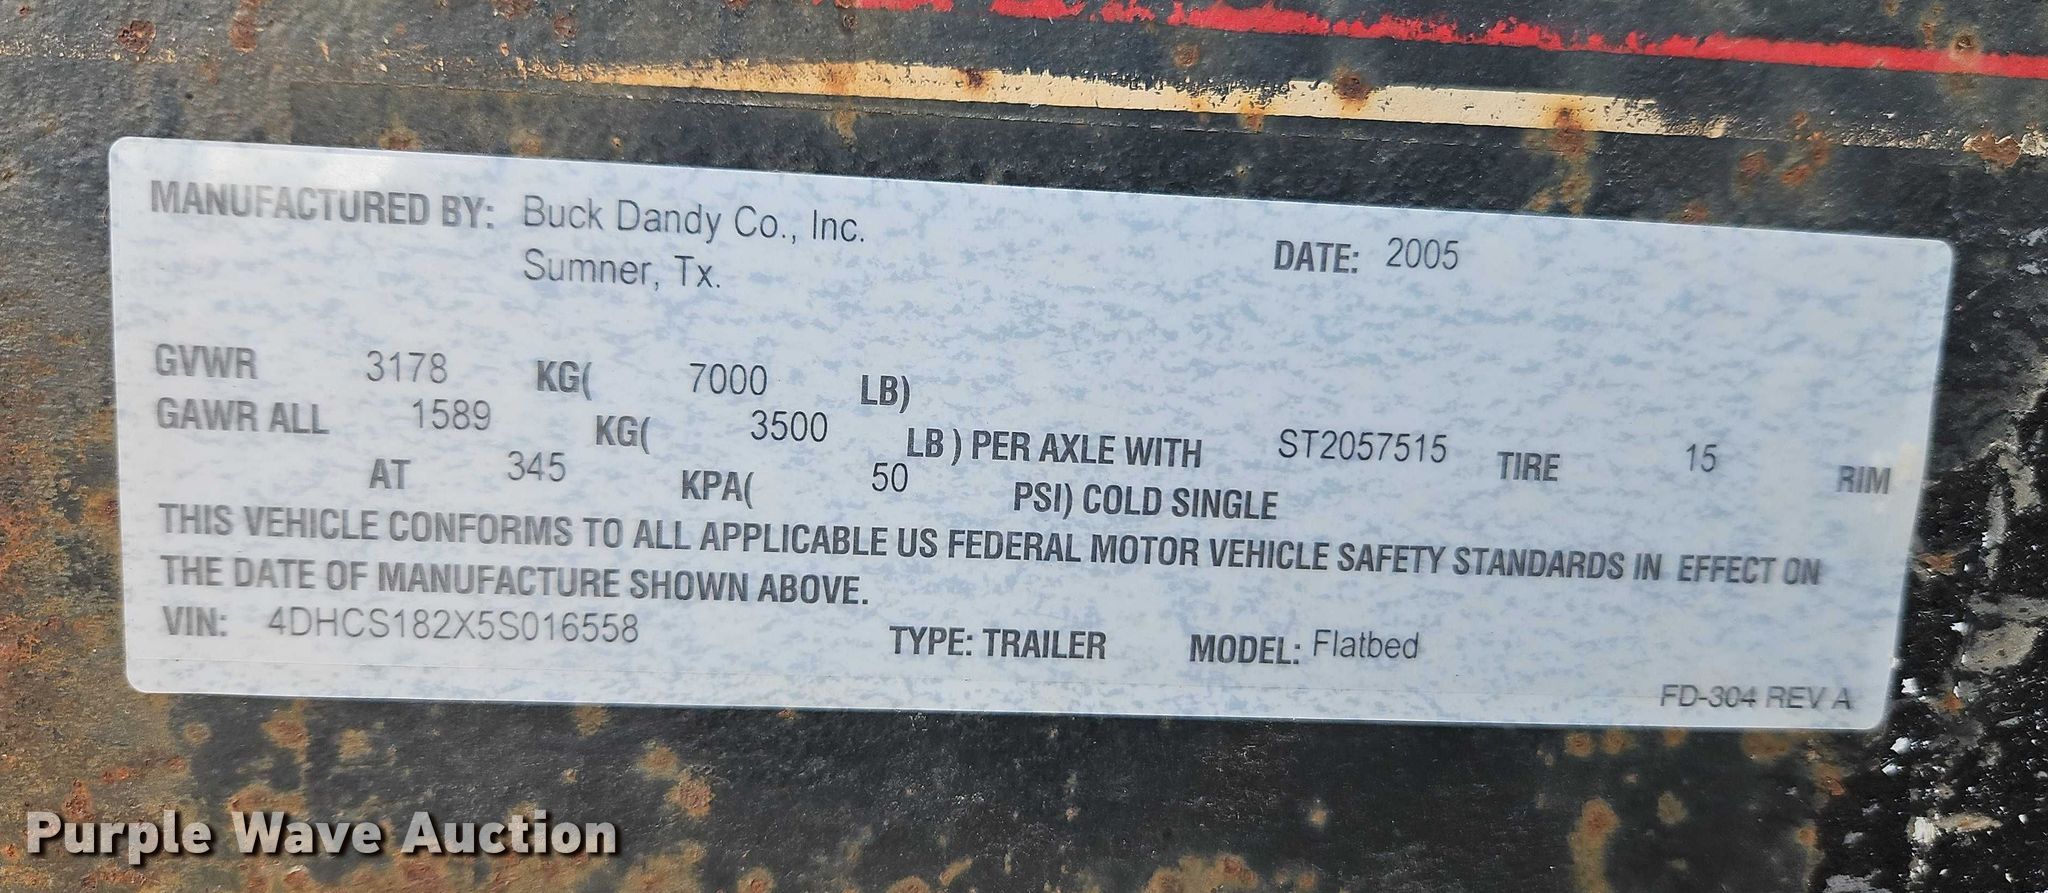 MANUFACTURED BY: Buck Dandy Co., Inc. DATE: 2005
Sumner, Tx.
GVWR 3178 KG( 7000 LB)
GAWR ALL 1589 KG( 3500 LB ) PER AXLE WITH ST2057515 TIRE 15 RIM
AT 345 KPA( 50 PSI) COLD SINGLE
THIS VEHICLE CONFORMS TO ALL APPLICABLE US FEDERAL MOTOR VEHICLE SAFETY STANDARDS IN EFFECT ON
THE DATE OF MANUFACTURE SHOWN ABOVE.
VIN: 4DHCS182X5S016558 TYPE: TRAILER MODEL: Flatbed
FD-304 REV A
Purple Wave Auction